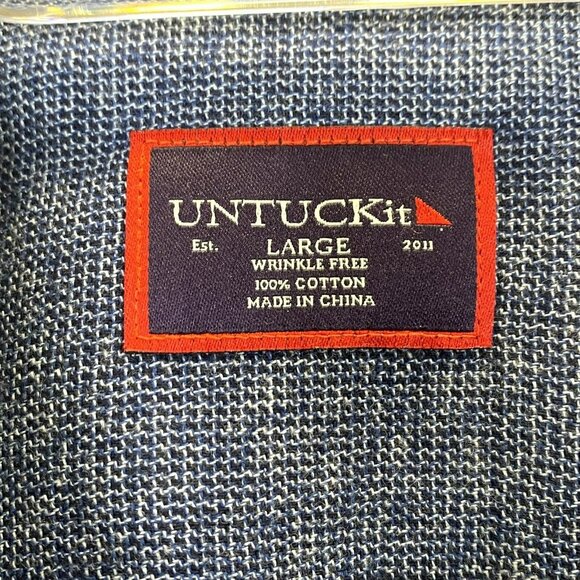 UNTUCKit
Est. LARGE 2011
WRINKLE FREE
100% COTTON
MADE IN CHINA